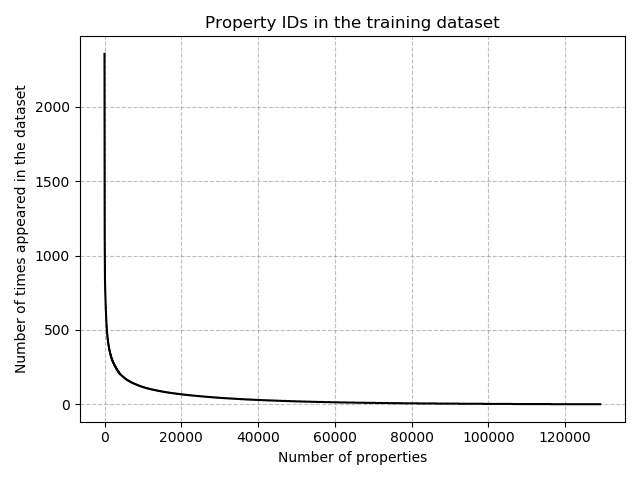 Property IDs in the training dataset
Number of times appeared in the dataset
2000
1500
1000
500
0
0 20000 40000 60000 80000 100000 120000
Number of properties